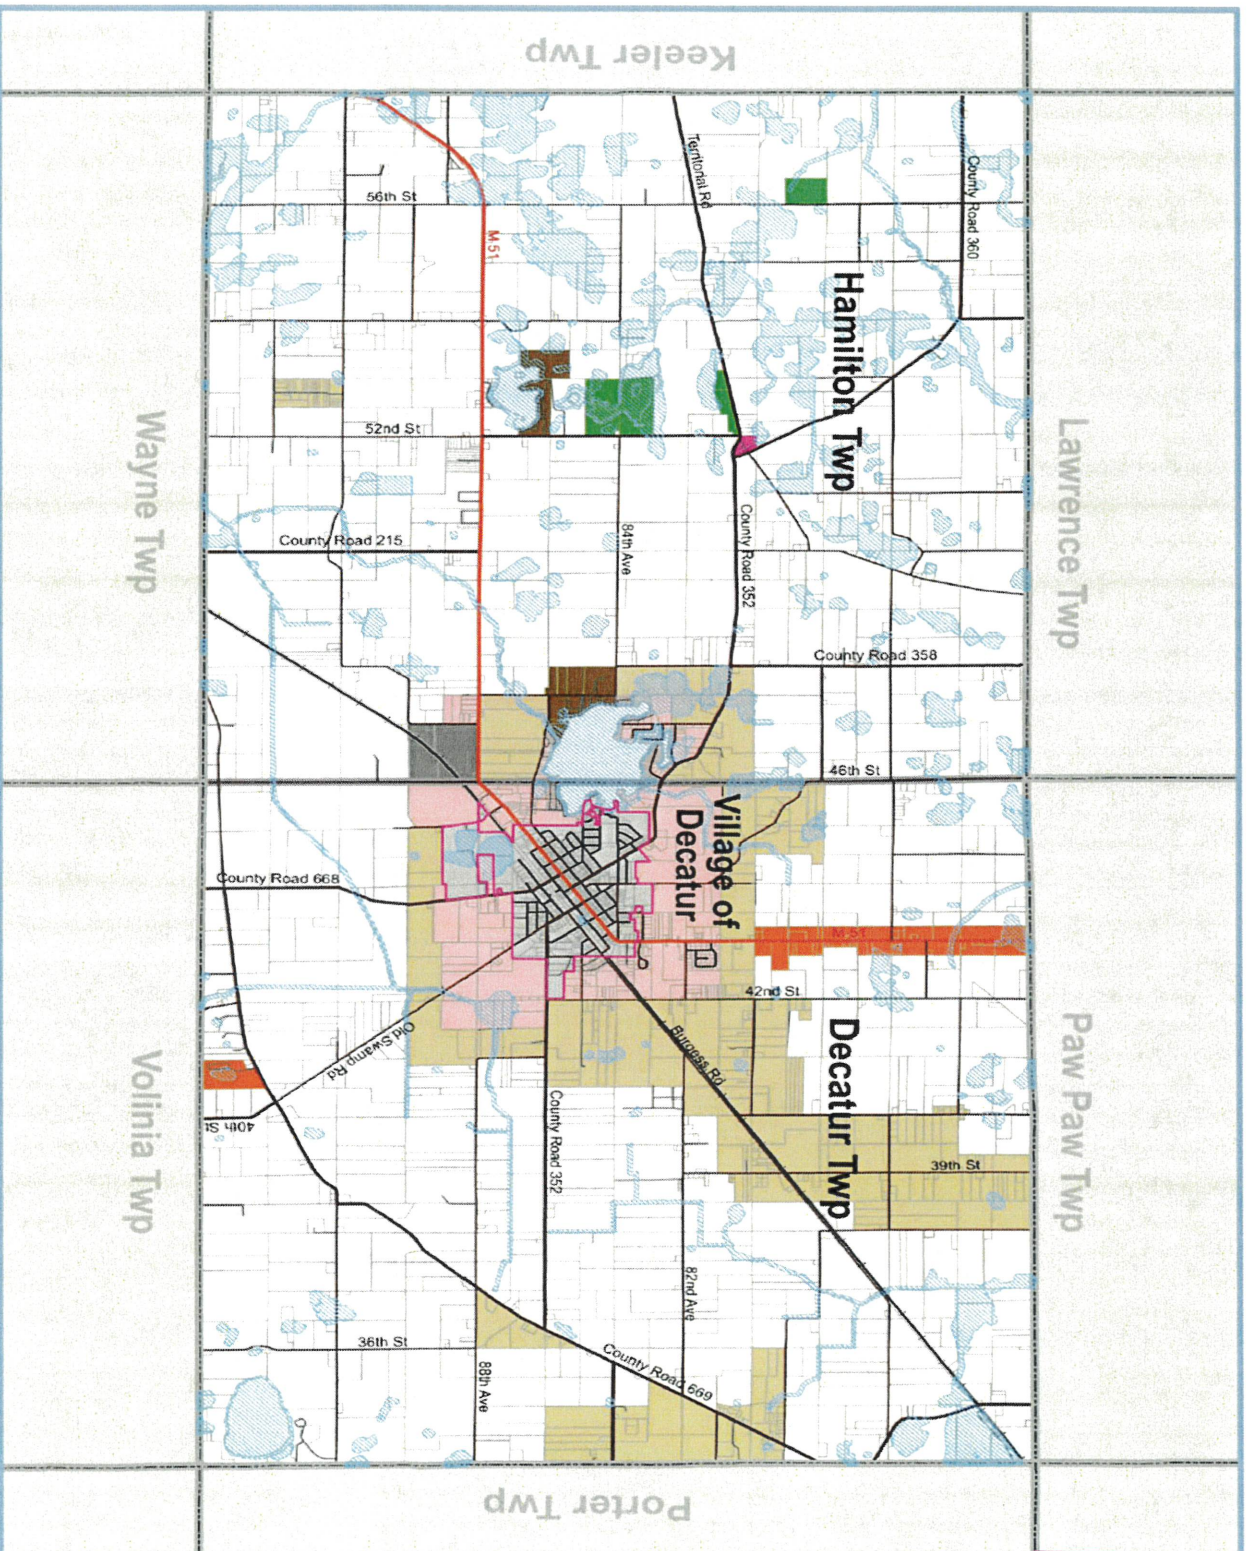 Keeler Twp
Lawrence Twp
Paw Paw Twp
Hamilton Twp
Decatur Twp
Village of
Decatur
Wayne Twp
Volinia Twp
Porter Twp
County Road 360
Territorial Rd
56th St
M 51
52nd St
84th Ave
County Road 352
County Road 215
County Road 358
46th St
County Road 668
M-51
42nd St
Old Swamp Rd
Burgess Rd
40th St
County Road 352
39th St
82nd Ave
36th St
88th Ave
County Road 669